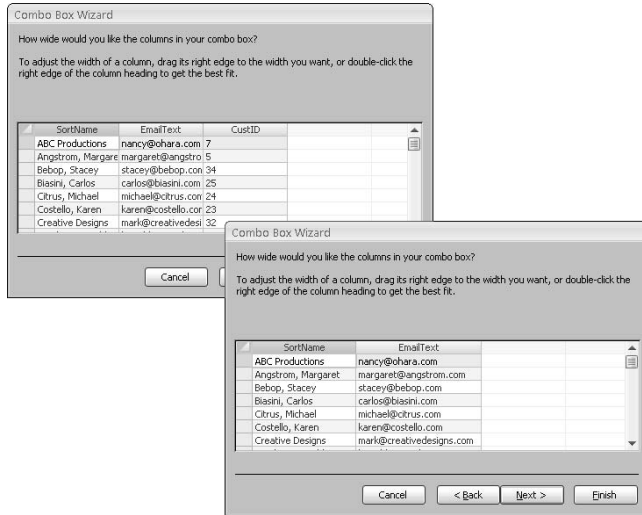 Combo Box Wizard
How wide would you like the columns in your combo box?
To adjust the width of a column, drag its right edge to the width you want, or double-click the
right edge of the column heading to get the best fit.
SortName EmailText CustID
ABC Productions nancy@ohara.com 7
Angstrom, Margare margaret@angstro 5
Bebop, Stacey stacey@bebop.con 34
Biasini, Carlos carlos@biasini.com 25
Citrus, Michael michael@citrus.com 24
Costello, Karen karen@costello.cor 23
Creative Designs mark@creativedesi 32
Cancel
Combo Box Wizard
How wide would you like the columns in your combo box?
To adjust the width of a column, drag its right edge to the width you want, or double-click the
right edge of the column heading to get the best fit.
SortName EmailText
ABC Productions nancy@ohara.com
Angstrom, Margaret margaret@angstrom.com
Bebop, Stacey stacey@bebop.com
Biasini, Carlos carlos@biasini.com
Citrus, Michael michael@citrus.com
Costello, Karen karen@costello.com
Creative Designs mark@creativedesigns.com
Cancel < Back Next > Finish